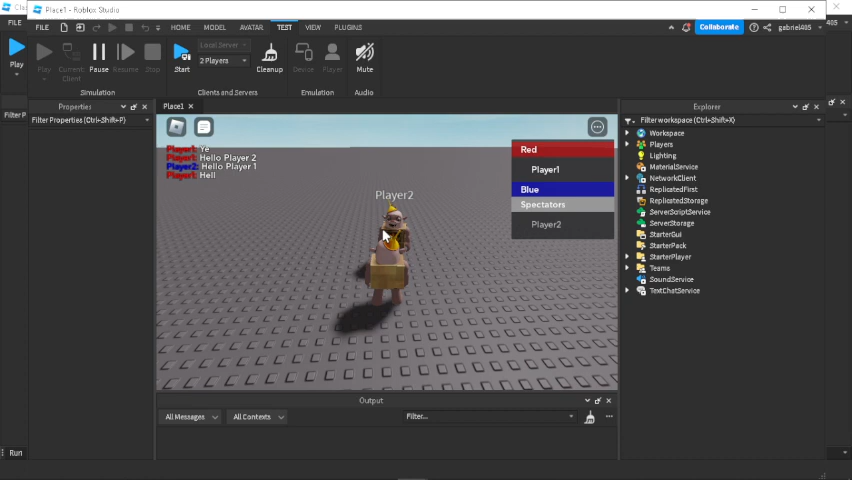 Place1 - Roblox Studio
Clas
FILE
FILE
HOME
MODEL
AVATAR
TEST
VIEW
PLUGINS
Collaborate
gabriel465
Play
Play
Current:
Client
Pause
Resume
Stop
Simulation
Start
Local Server
2 Players
Cleanup
Clients and Servers
Device
Player
Emulation
Mute
Audio
Properties
Filter Properties (Ctrl+Shift+P)
Filter P
Place1
Player1: Ye
Player1: Hello Player 2
Player2: Hello Player 1
Player1: Hell
Player2
Red
Player1
Blue
Spectators
Player2
Explorer
Filter workspace (Ctrl+Shift+X)
Workspace
Players
Lighting
MaterialService
NetworkClient
ReplicatedFirst
ReplicatedStorage
ServerScriptService
ServerStorage
StarterGui
StarterPack
StarterPlayer
Teams
SoundService
TextChatService
Output
All Messages
All Contexts
Filter...
Run